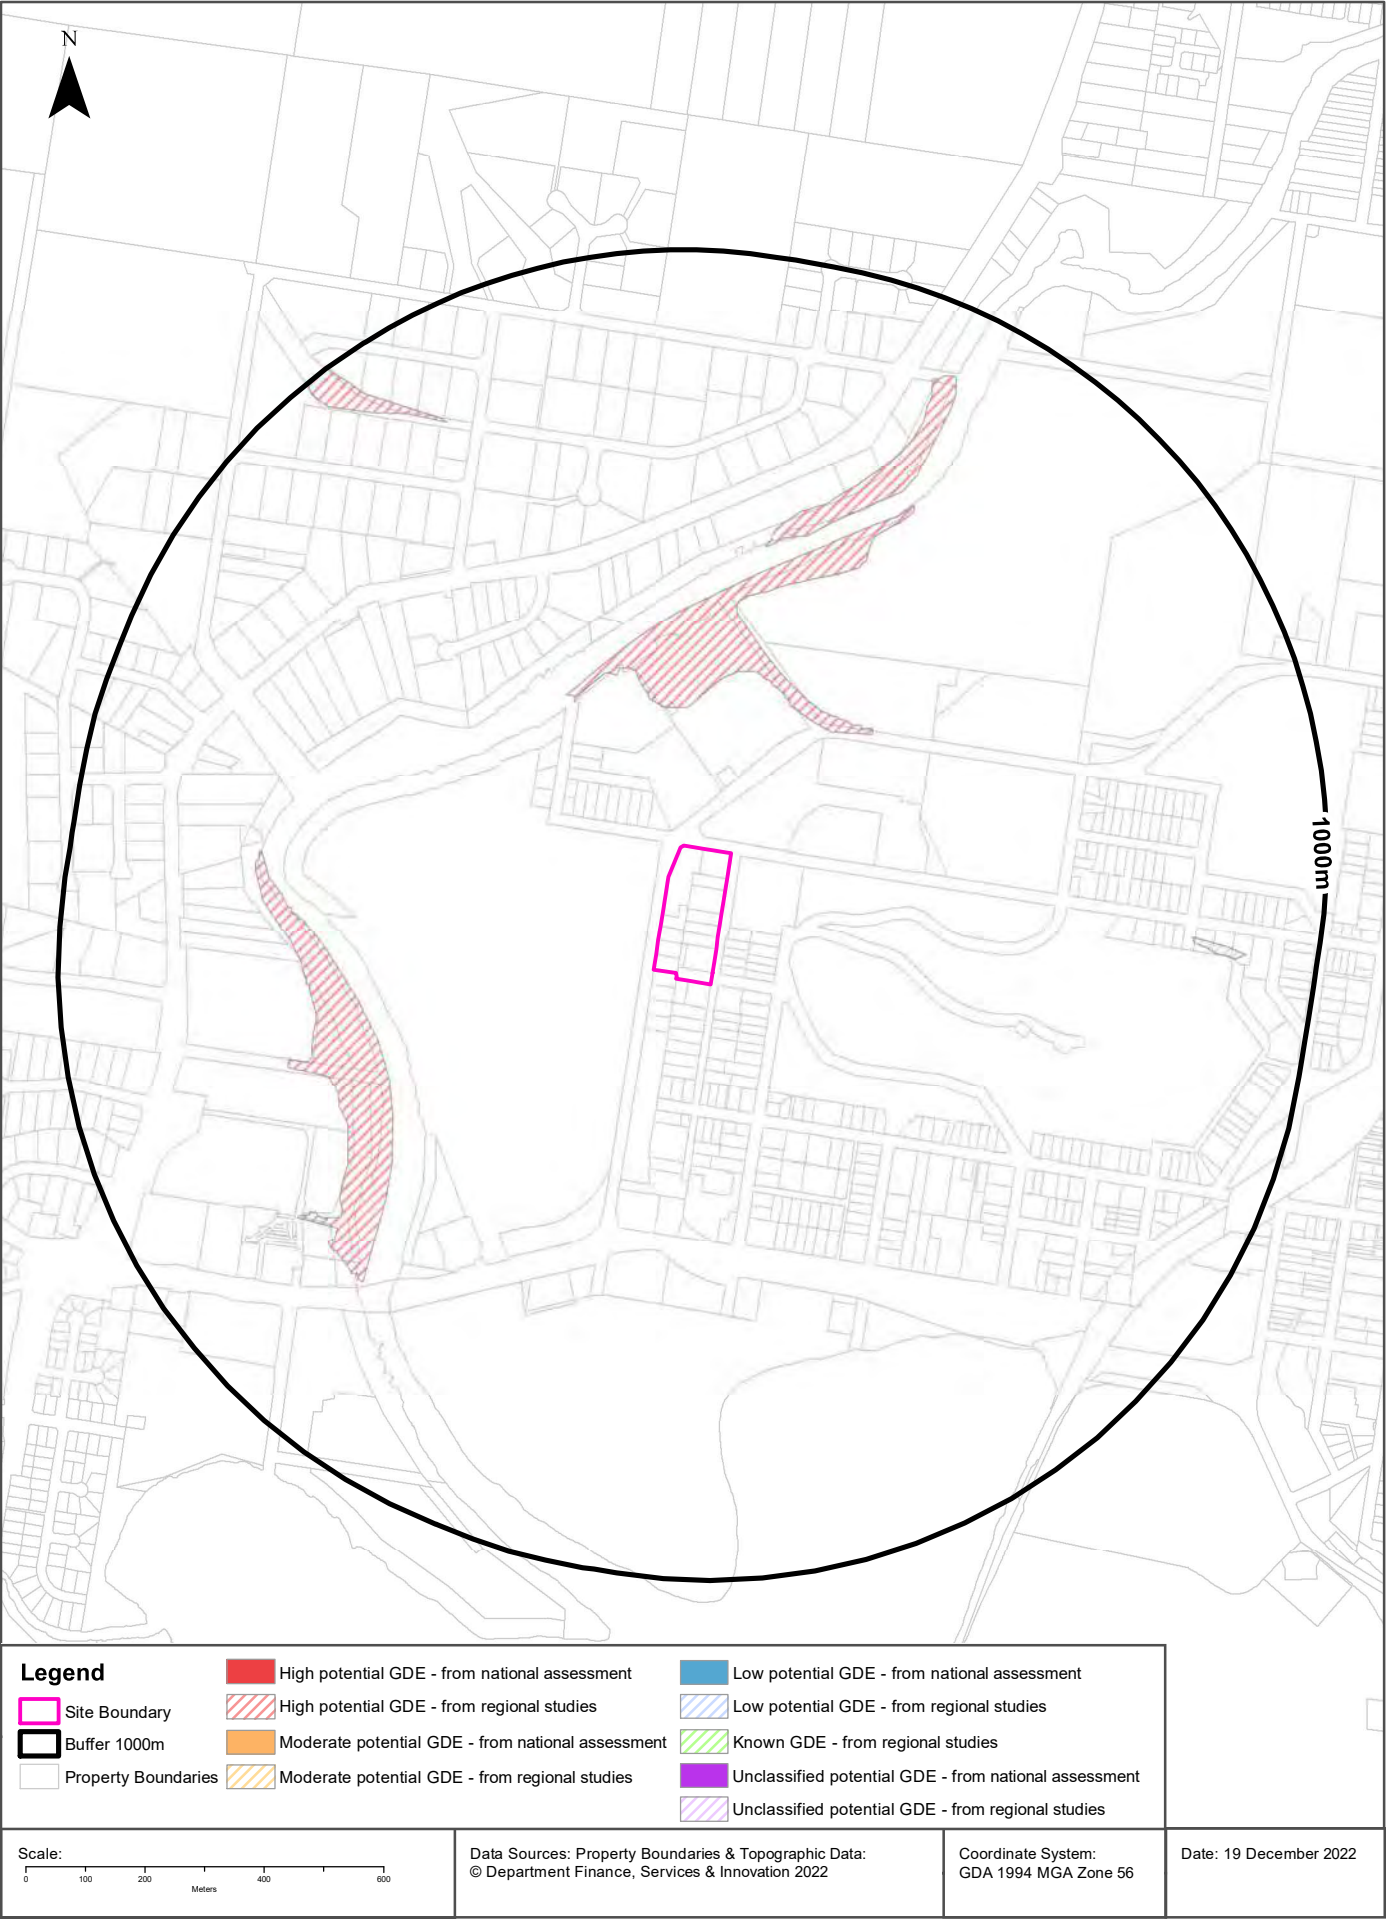 N
1000m
Legend
Site Boundary
Buffer 1000m
Property Boundaries
High potential GDE - from national assessment
High potential GDE - from regional studies
Moderate potential GDE - from national assessment
Moderate potential GDE - from regional studies
Low potential GDE - from national assessment
Low potential GDE - from regional studies
Known GDE - from regional studies
Unclassified potential GDE - from national assessment
Unclassified potential GDE - from regional studies
Scale:
0 100 200 400 600
Meters
Data Sources: Property Boundaries & Topographic Data:
© Department Finance, Services & Innovation 2022
Coordinate System:
GDA 1994 MGA Zone 56
Date: 19 December 2022